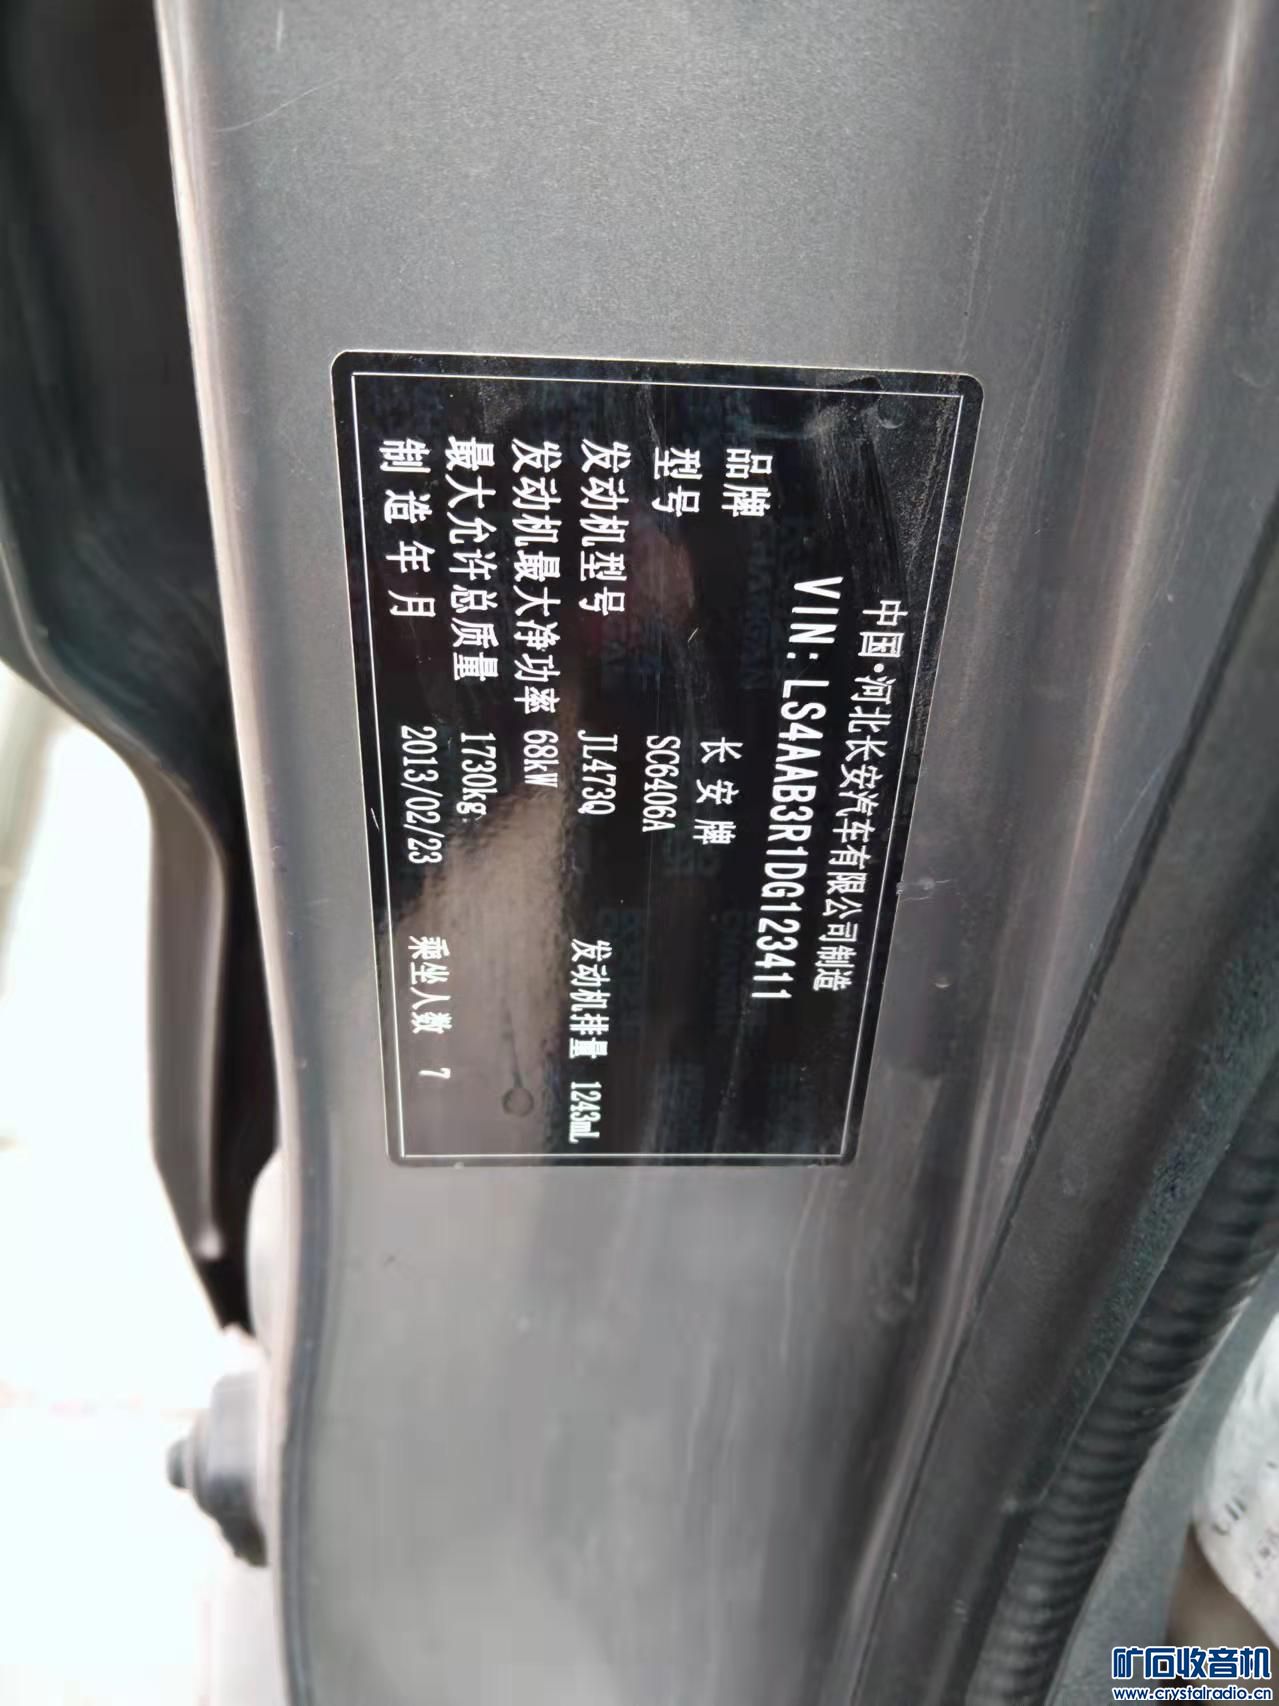 中国·河北长安汽车有限公司制造
VIN: LS4AAB3R1DG123411
品牌 长安牌
型号 SC6406A
发动机型号 JL473Q 发动机排量 1243mL
发动机最大净功率 68kW
最大允许总质量 1730kg
制造年月 2013/02/23 乘坐人数 7
矿石收音机
www.crystalradio.cn